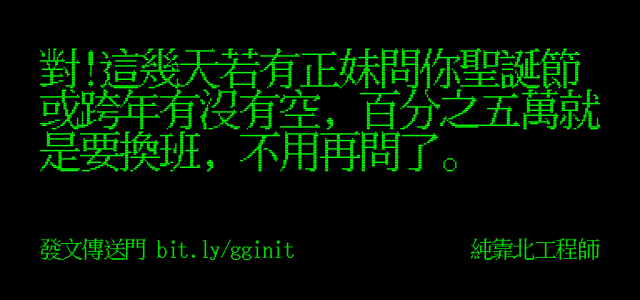 對!這幾天若有正妹問你聖誕節
或跨年有沒有空，百分之五萬就
是要換班，不用再問了。
發文傳送門 bit.ly/gginit
純靠北工程師